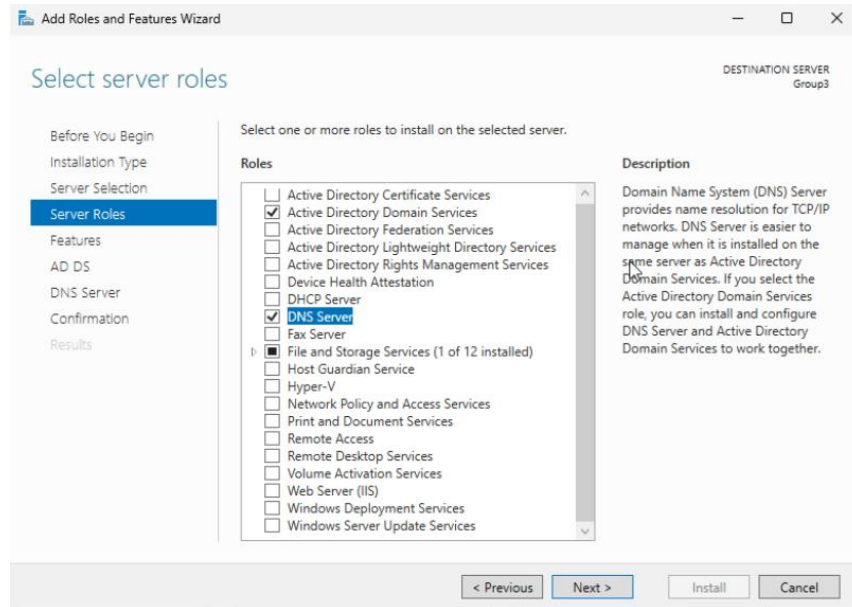 Add Roles and Features Wizard
Select server roles
DESTINATION SERVER
Group3
Before You Begin
Installation Type
Server Selection
Server Roles
Features
AD DS
DNS Server
Confirmation
Results
Select one or more roles to install on the selected server.
Roles
Active Directory Certificate Services
Active Directory Domain Services
Active Directory Federation Services
Active Directory Lightweight Directory Services
Active Directory Rights Management Services
Device Health Attestation
DHCP Server
DNS Server
Fax Server
File and Storage Services (1 of 12 installed)
Host Guardian Service
Hyper-V
Network Policy and Access Services
Print and Document Services
Remote Access
Remote Desktop Services
Volume Activation Services
Web Server (IIS)
Windows Deployment Services
Windows Server Update Services
Description
Domain Name System (DNS) Server
provides name resolution for TCP/IP
networks. DNS Server is easier to
manage when it is installed on the
same server as Active Directory
Domain Services. If you select the
Active Directory Domain Services
role, you can install and configure
DNS Server and Active Directory
Domain Services to work together.
< Previous
Next >
Install
Cancel